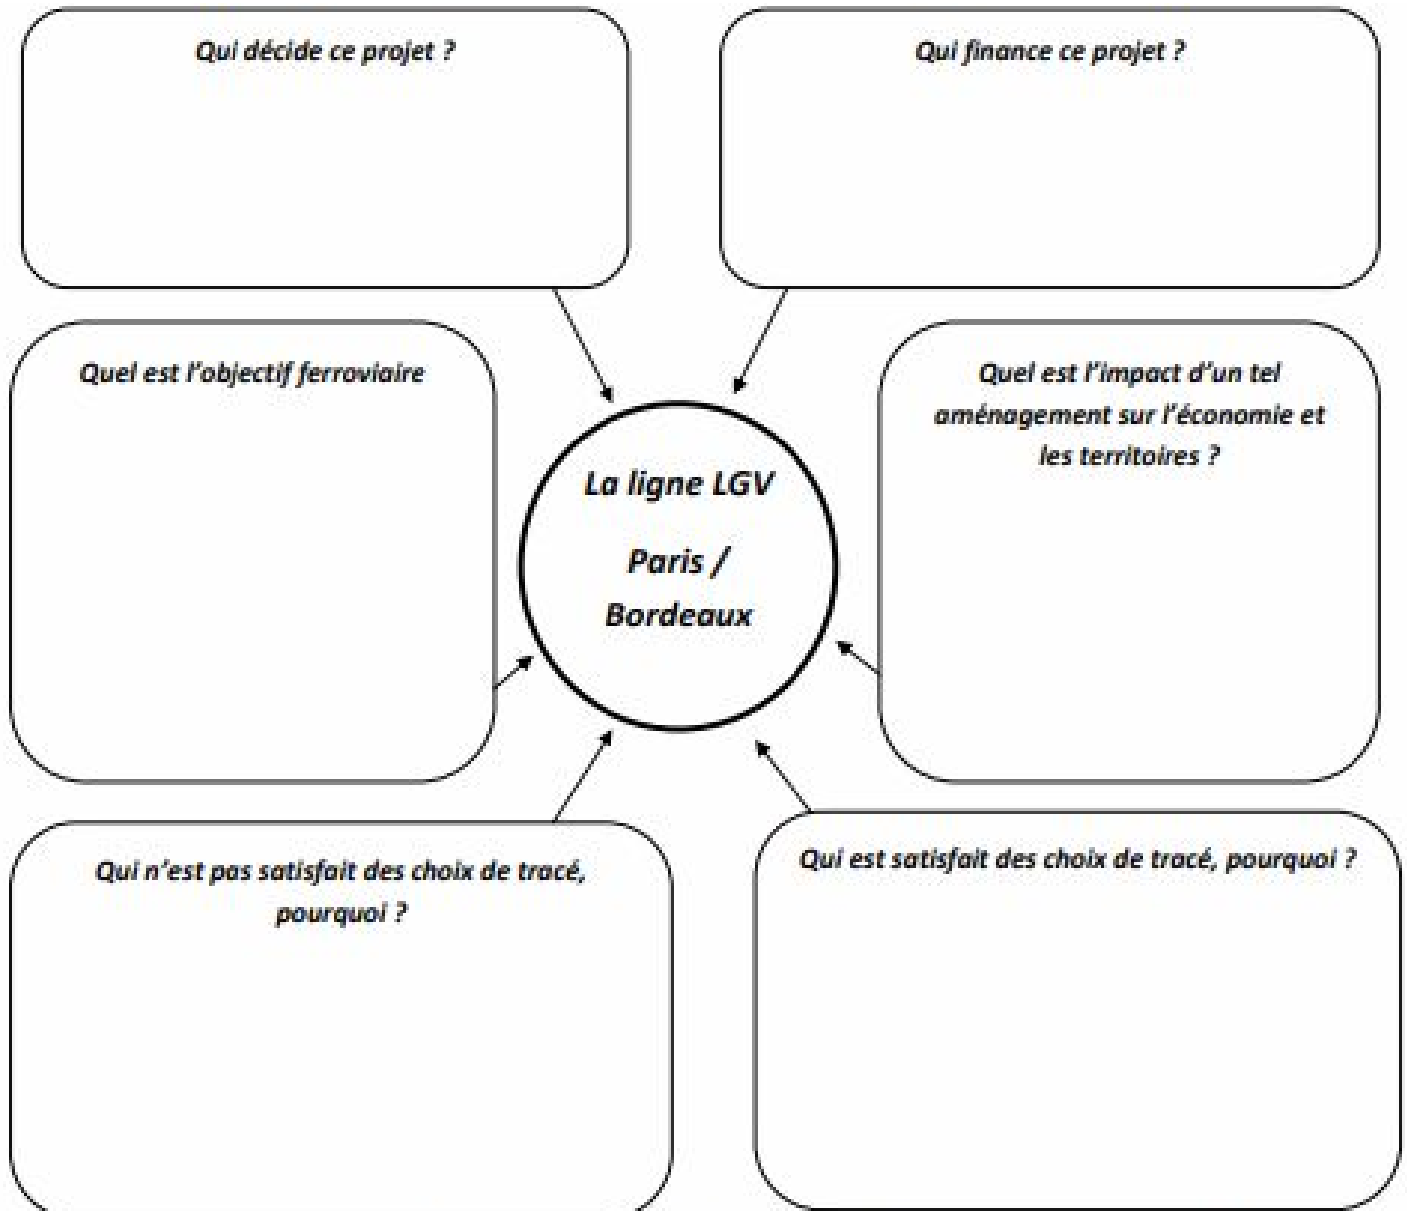 Qui décide ce projet ?
Qui finance ce projet ?
Quel est l'objectif ferroviaire
Quel est l'impact d'un tel
aménagement sur l'économie et
les territoires ?
La ligne LGV
Paris /
Bordeaux
Qui n'est pas satisfait des choix de tracé,
pourquoi ?
Qui est satisfait des choix de tracé, pourquoi ?